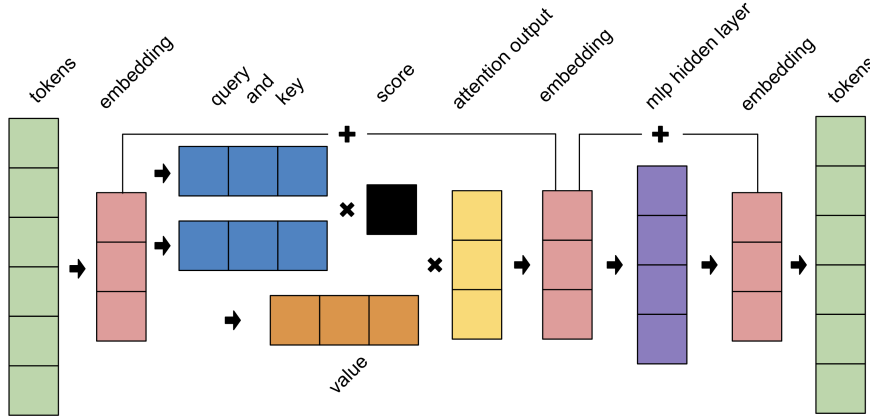 tokens
embedding
query
and
key
score
attention output
embedding
mlp hidden layer
embedding
tokens
value